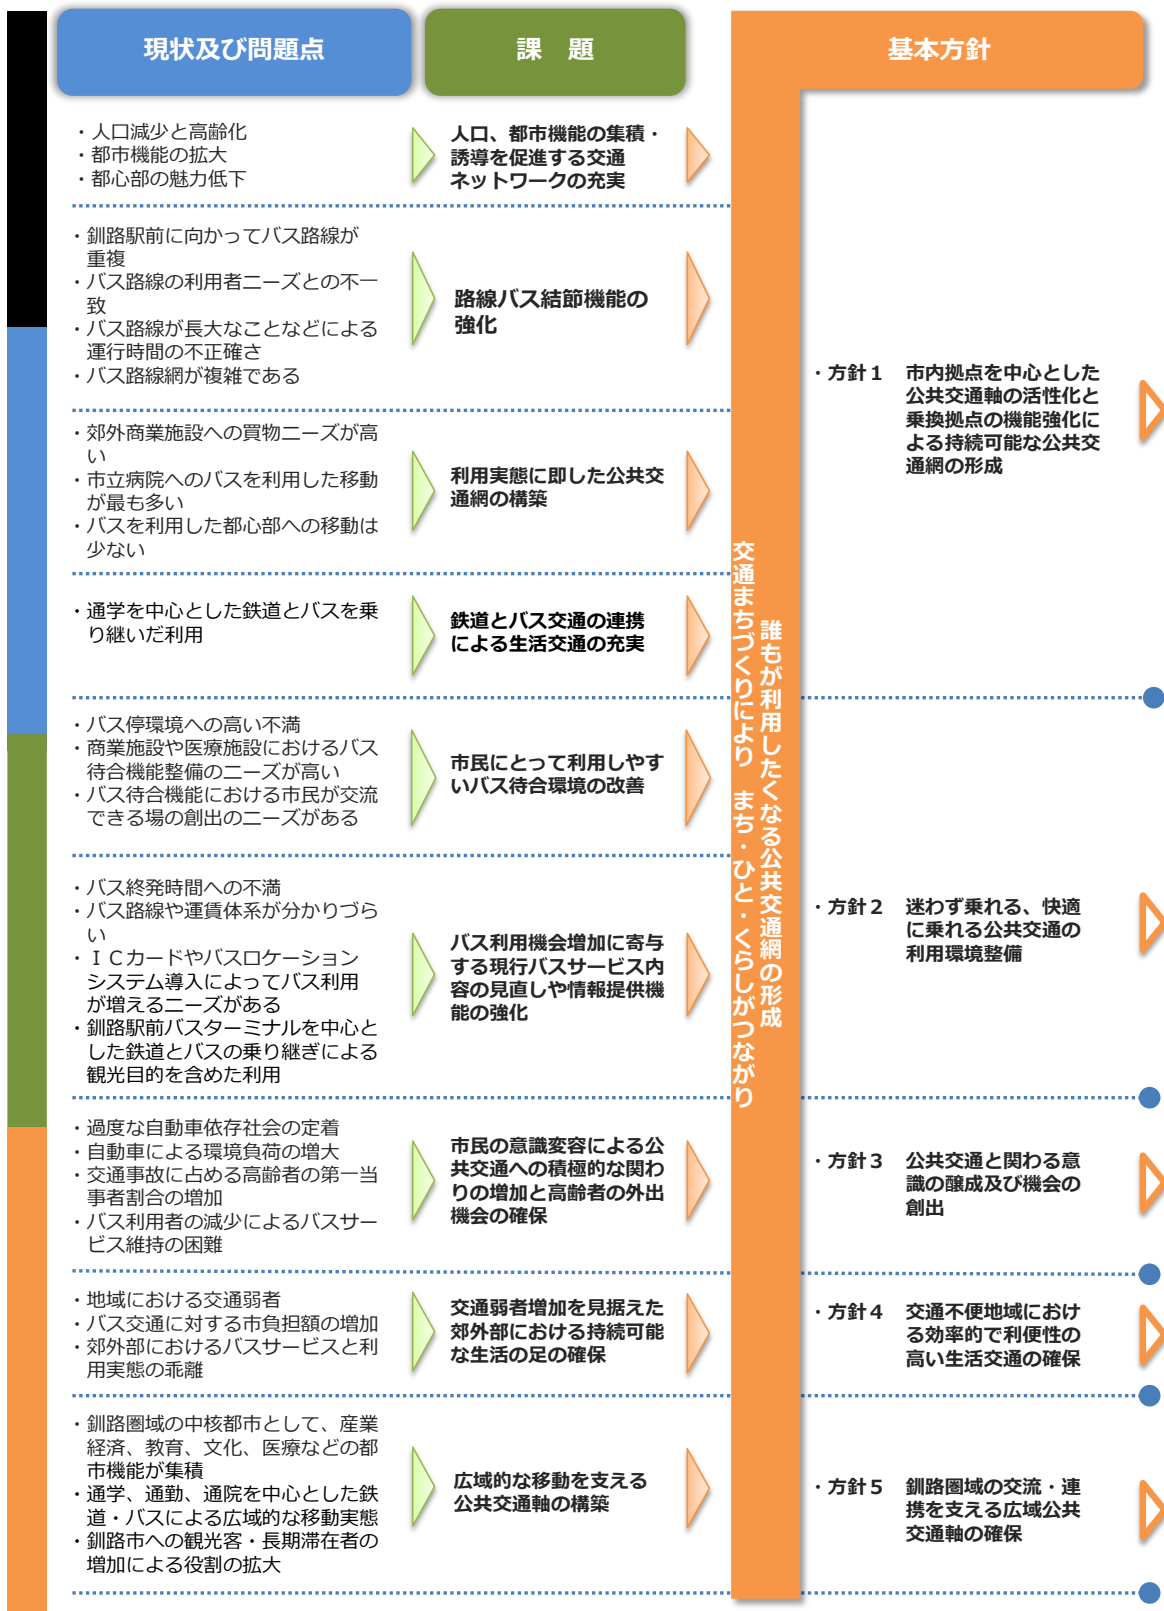 現状及び問題点
課　題
基本方針
・人口減少と高齢化
・都市機能の拡大
・都心部の魅力低下
人口、都市機能の集積・
誘導を促進する交通
ネットワークの充実
・釧路駅前に向かってバス路線が
重複
・バス路線の利用者ニーズとの不一
致
・バス路線が長大なことなどによる
運行時間の不正確さ
・バス路線網が複雑である
路線バス結節機能の
強化
・郊外商業施設への買物ニーズが高
い
・市立病院へのバスを利用した移動
が最も多い
・バスを利用した都心部への移動は
少ない
利用実態に即した公共交
通網の構築
・通学を中心とした鉄道とバスを乗
り継いだ利用
鉄道とバス交通の連携
による生活交通の充実
・バス停環境への高い不満
・商業施設や医療施設におけるバス
待合機能整備のニーズが高い
・バス待合機能における市民が交流
できる場の創出のニーズがある
市民にとって利用しやす
いバス待合環境の改善
・バス終発時間への不満
・バス路線や運賃体系が分かりづら
い
・ＩＣカードやバスロケーション
システム導入によってバス利用
が増えるニーズがある
・釧路駅前バスターミナルを中心と
した鉄道とバスの乗り継ぎによる
観光目的を含めた利用
バス利用機会増加に寄与
する現行バスサービス内
容の見直しや情報提供機
能の強化
・過度な自動車依存社会の定着
・自動車による環境負荷の増大
・交通事故に占める高齢者の第一当
事者割合の増加
・バス利用者の減少によるバスサー
ビス維持の困難
市民の意識変容による公
共交通への積極的な関わ
りの増加と高齢者の外出
機会の確保
・地域における交通弱者
・バス交通に対する市負担額の増加
・郊外部におけるバスサービスと利
用実態の乖離
交通弱者増加を見据えた
郊外部における持続可能
な生活の足の確保
・釧路圏域の中核都市として、産業
経済、教育、文化、医療などの都
市機能が集積
・通学、通勤、通院を中心とした鉄
道・バスによる広域的な移動実態
・釧路市への観光客・長期滞在者の
増加による役割の拡大
広域的な移動を支える
公共交通軸の構築
誰もが利用したくなる公共交通網の形成
交通まちづくりにより　まち・ひと・くらしがつながり
・方針１　市内拠点を中心とした
公共交通軸の活性化と
乗換拠点の機能強化に
よる持続可能な公共交
通網の形成
・方針２　迷わず乗れる、快適
に乗れる公共交通の
利用環境整備
・方針３　公共交通と関わる意
識の醸成及び機会の
創出
・方針４　交通不便地域におけ
る効率的で利便性の
高い生活交通の確保
・方針５　釧路圏域の交流・連
携を支える広域公共
交通軸の確保